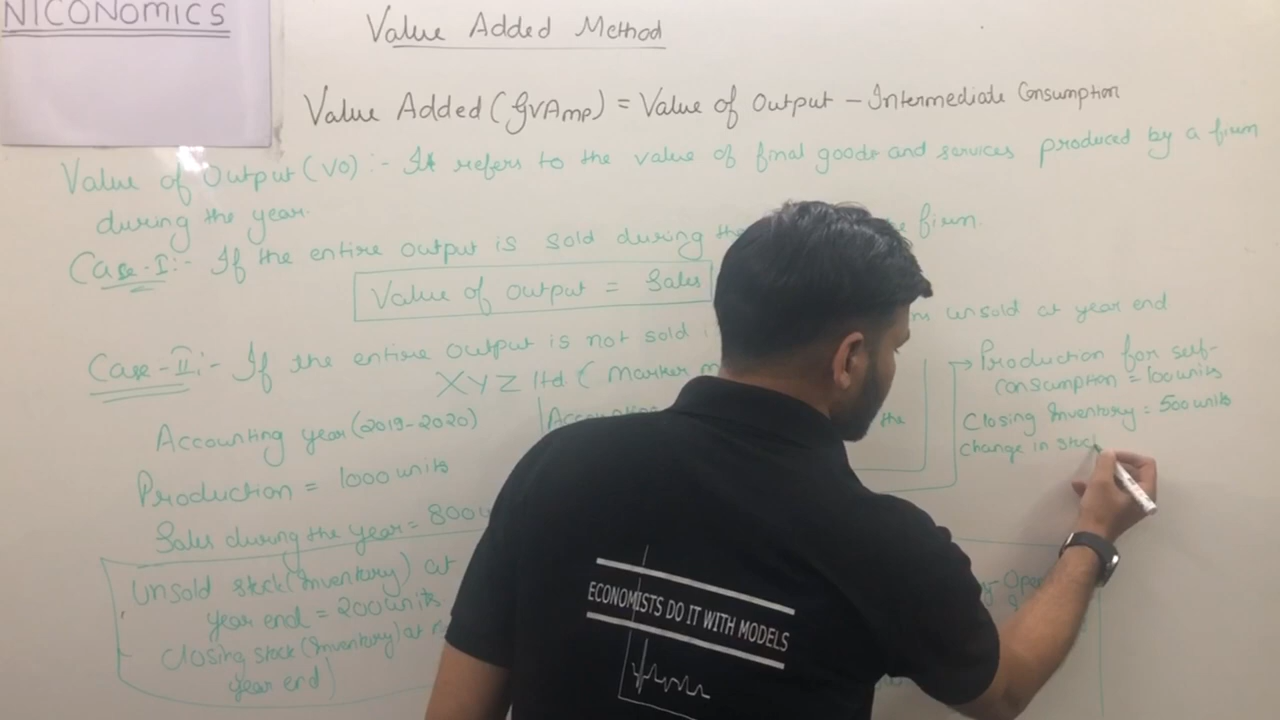 NICONOMICS
Value Added Method
Value Added (GVAMP) = Value of Output - Intermediate Consumption
Value of Output (VO) :- It refers to the value of final goods and services produced by a firm
during the year.
Case-I:- If the entire output is sold during the firm.
Value of output = Sales
Case-II:- If the entire output is not sold unsold at year end
XYZ ltd (Marker
Production for self-
consumption = 100 units
Closing Inventory = 500 units
change in stock
Accounting year (2019-2020)
the
Production = 1000 units
Sales during the year = 800
Unsold stock (Inventory) at
year end = 200 units
Closing stock (Inventory) at
year end)
ECONOMISTS DO IT WITH MODELS